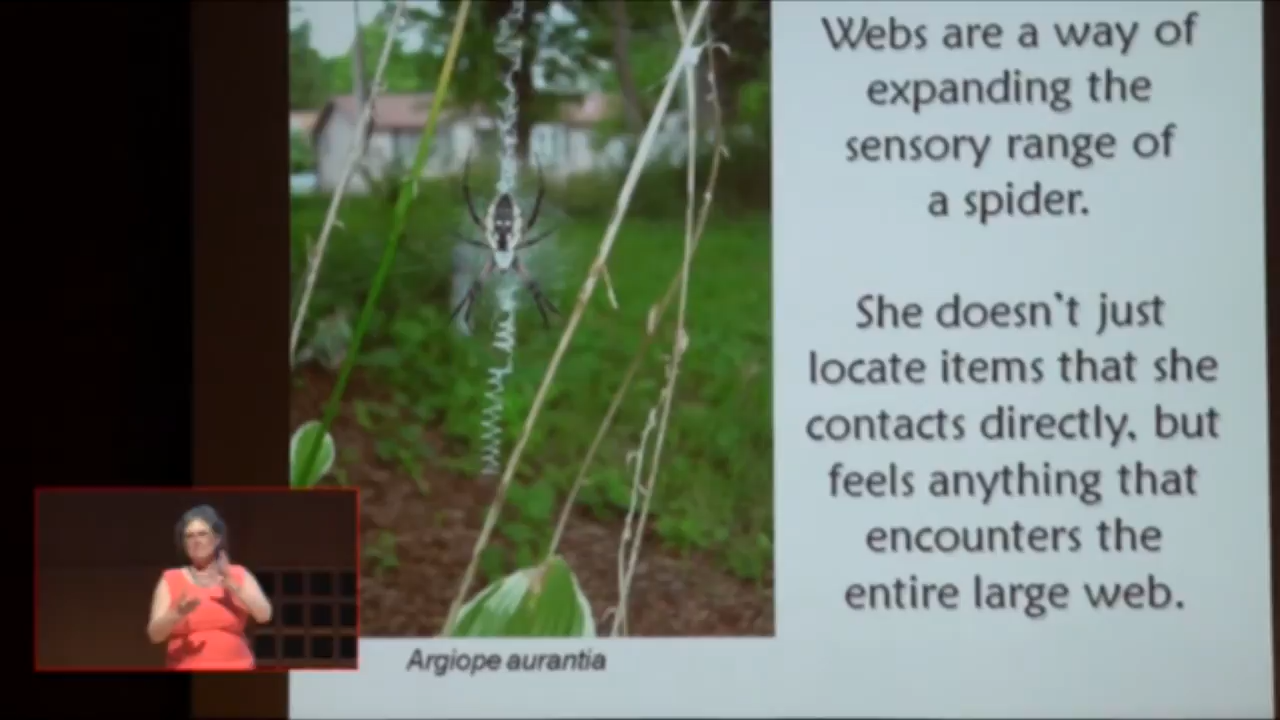 Webs are a way of
expanding the
sensory range of
a spider.
She doesn't just
locate items that she
contacts directly, but
feels anything that
encounters the
entire large web.
Argiope aurantia